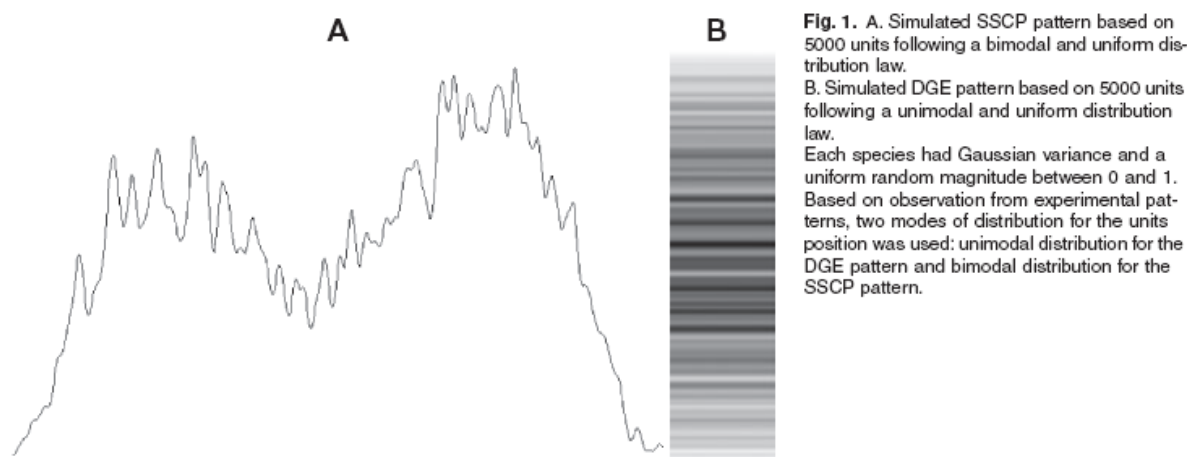 A
B
Fig. 1. A. Simulated SSCP pattern based on
5000 units following a bimodal and uniform dis-
tribution law.
B. Simulated DGE pattern based on 5000 units
following a unimodal and uniform distribution
law.
Each species had Gaussian variance and a
uniform random magnitude between 0 and 1.
Based on observation from experimental pat-
terns, two modes of distribution for the units
position was used: unimodal distribution for the
DGE pattern and bimodal distribution for the
SSCP pattern.